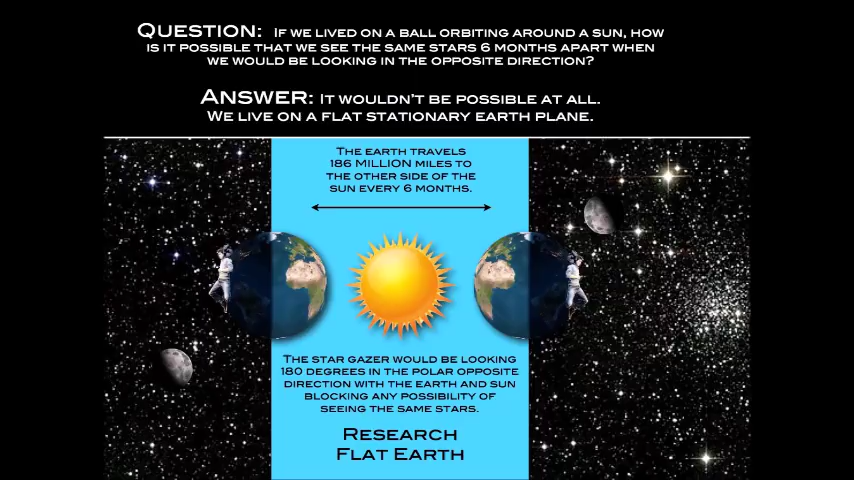 QUESTION: IF WE LIVED ON A BALL ORBITING AROUND A SUN, HOW
IS IT POSSIBLE THAT WE SEE THE SAME STARS 6 MONTHS APART WHEN
WE WOULD BE LOOKING IN THE OPPOSITE DIRECTION?
ANSWER: IT WOULDN'T BE POSSIBLE AT ALL.
WE LIVE ON A FLAT STATIONARY EARTH PLANE.
THE EARTH TRAVELS
186 MILLION MILES TO
THE OTHER SIDE OF THE
SUN EVERY 6 MONTHS.
THE STAR GAZER WOULD BE LOOKING
180 DEGREES IN THE POLAR OPPOSITE
DIRECTION WITH THE EARTH AND SUN
BLOCKING ANY POSSIBILITY OF
SEEING THE SAME STARS.
RESEARCH
FLAT EARTH